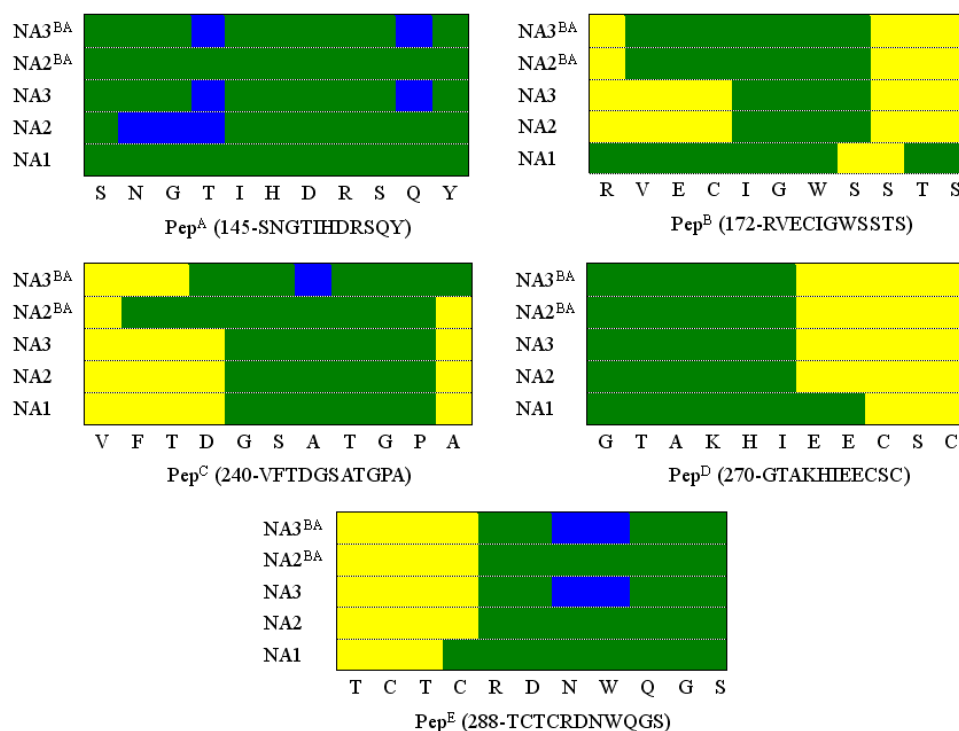 NA3BA
NA2BA
NA3
NA2
NA1
S N G T I H D R S Q Y
PepA (145-SNGTIHDRSQY)
NA3BA
NA2BA
NA3
NA2
NA1
R V E C I G W S S T S
PepB (172-RVECIGWSSTS)
NA3BA
NA2BA
NA3
NA2
NA1
V F T D G S A T G P A
PepC (240-VFTDGSATGPA)
NA3BA
NA2BA
NA3
NA2
NA1
G T A K H I E E C S C
PepD (270-GTAKHIEECSC)
NA3BA
NA2BA
NA3
NA2
NA1
T C T C R D N W Q G S
PepE (288-TCTCRDNWQGS)